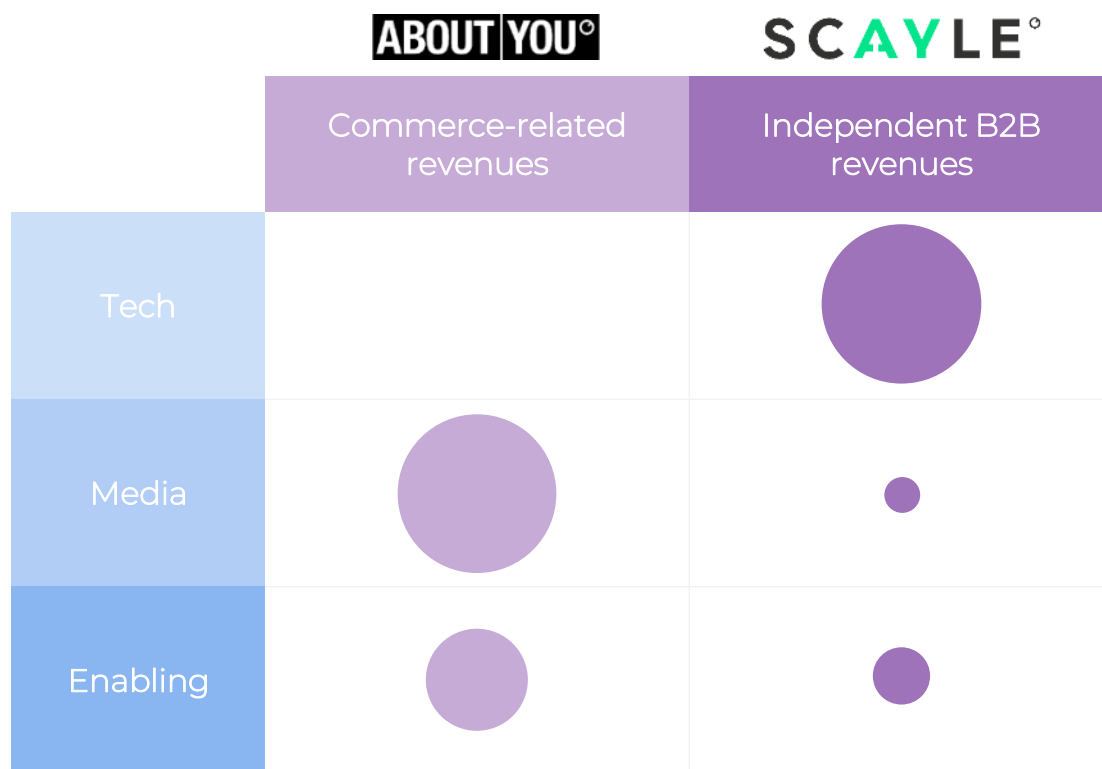 ABOUT YOU°
SCAYLE°
Commerce-related
revenues
Independent B2B
revenues
Tech
Media
Enabling